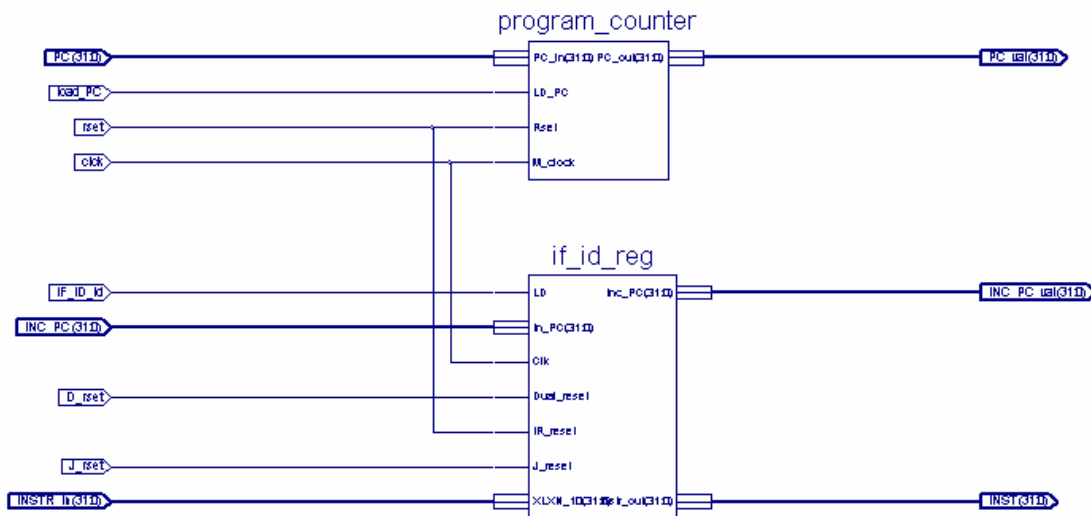 program_counter
PC(31:0)
PC_in(31:0) PC_out(31:0)
PC_val(31:0)
load_PC
LD_PC
rset
Rset
clck
M_clock
if_id_reg
IF_ID_ld
LD
Inc_PC(31:0)
INC_PC_val(31:0)
INC_PC(31:0)
In_PC(31:0)
Clk
D_rset
Dual_reset
IR_reset
J_rset
J_reset
INSTR_in(31:0)
INST(31:0)